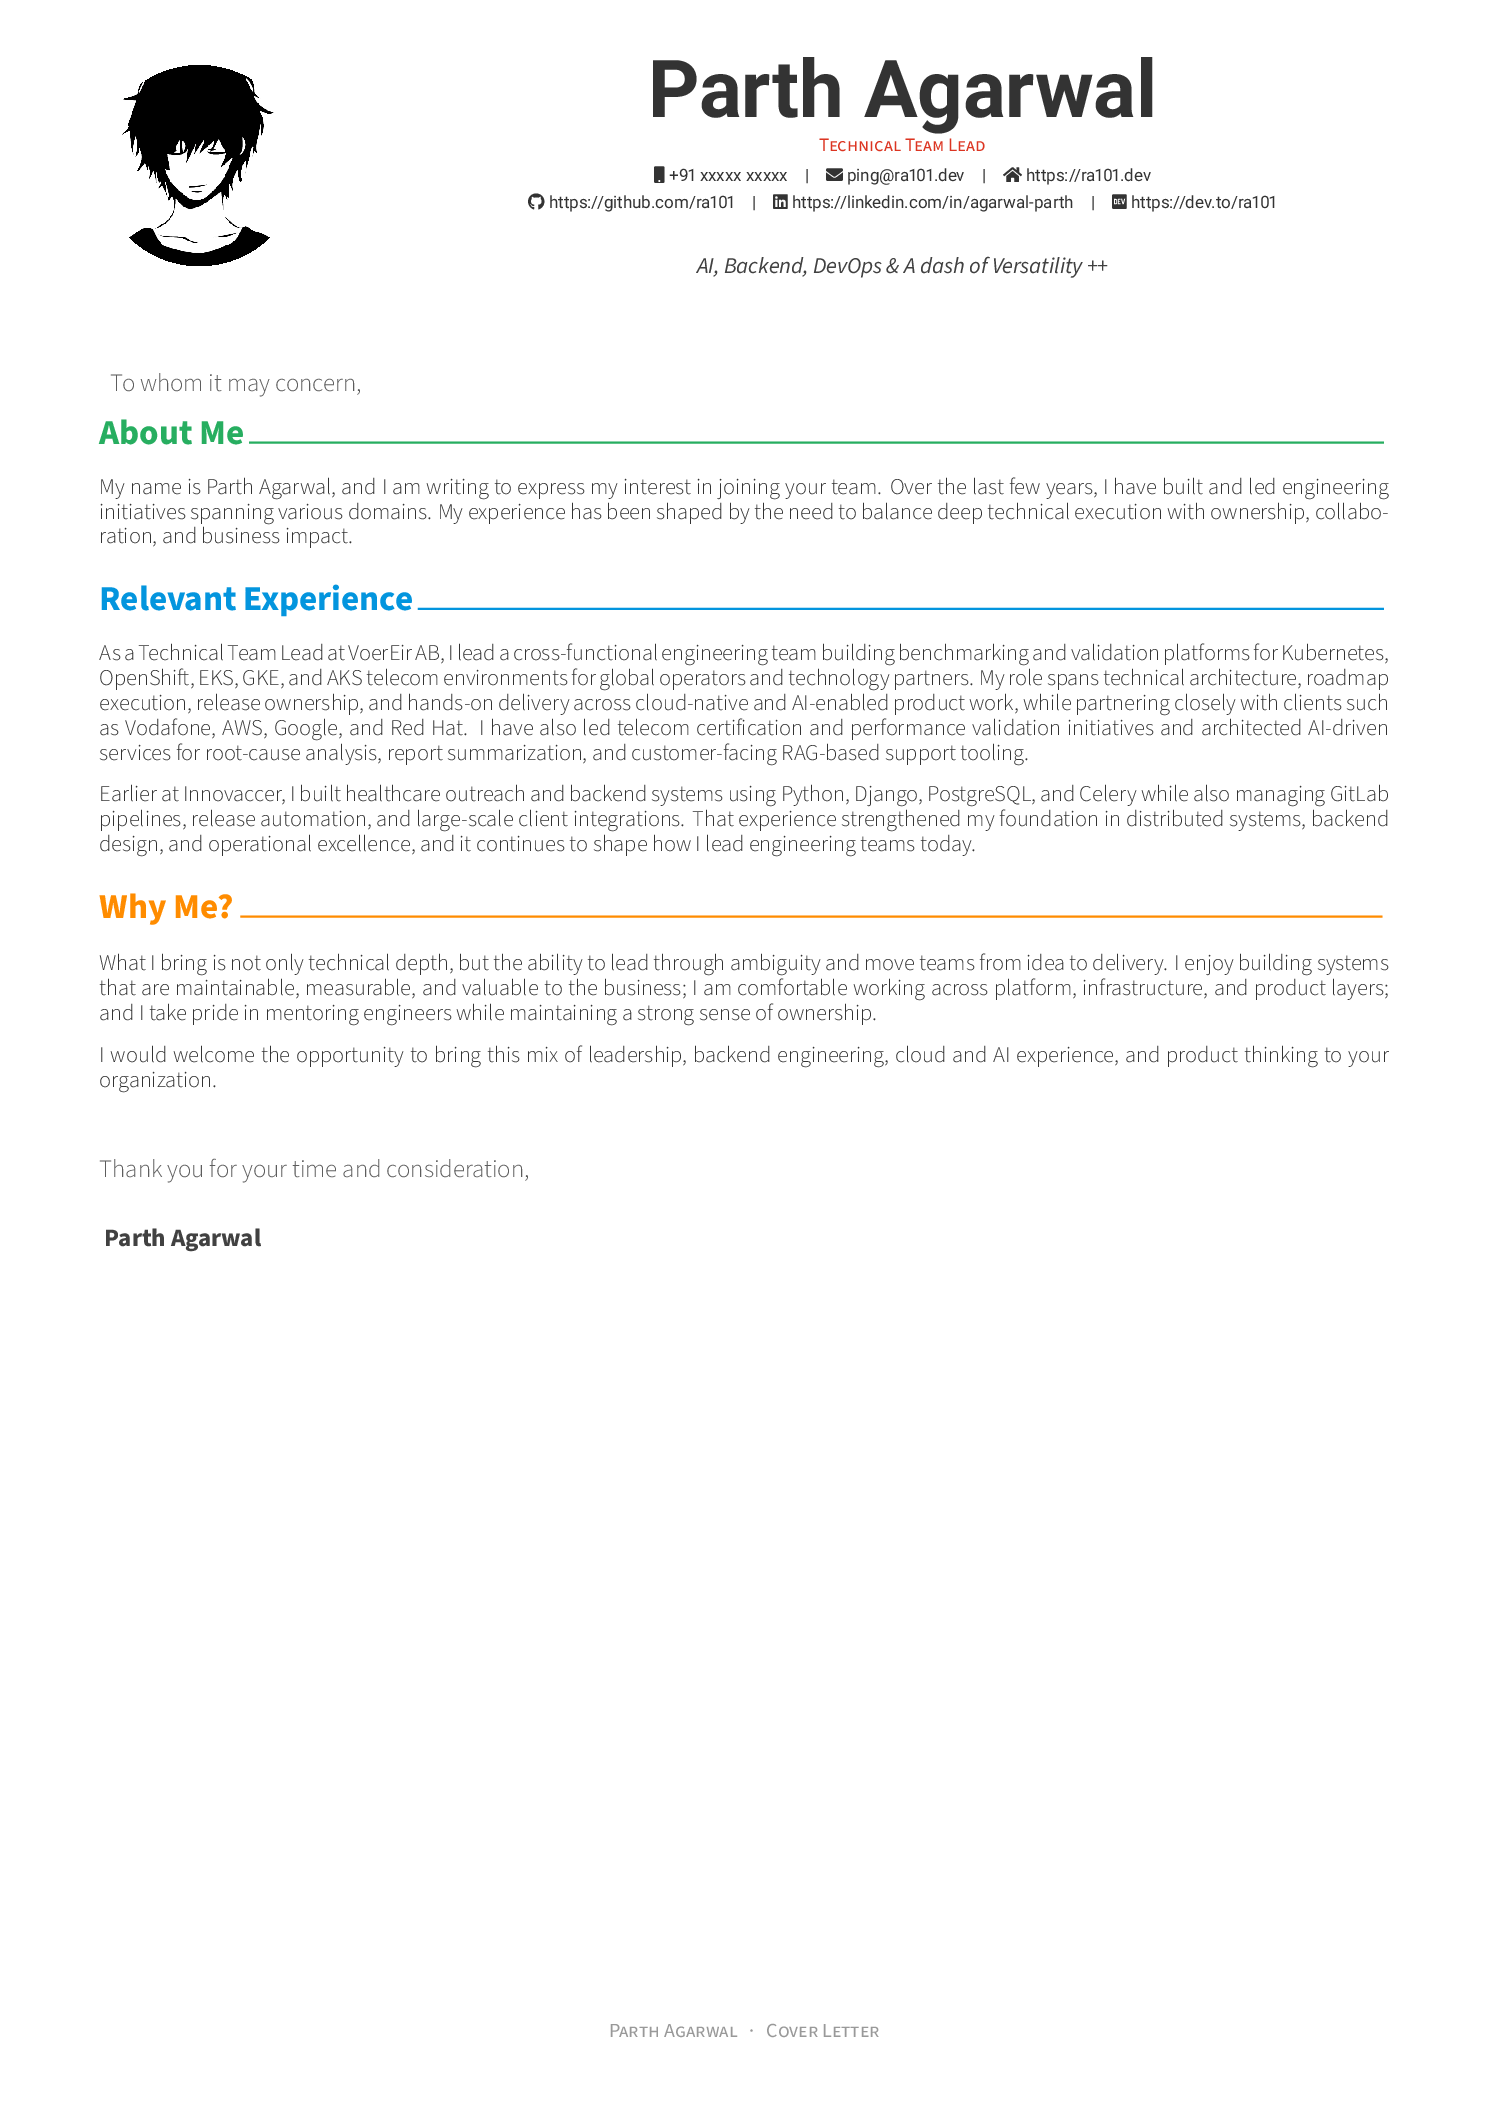 Parth Agarwal
Technical Team Lead
+91 xxxxx xxxxx | ping@ra101.dev | https://ra101.dev
https://github.com/ra101 | https://linkedin.com/in/agarwal-parth | DEV https://dev.to/ra101
AI, Backend, DevOps & A dash of Versatility ++
To whom it may concern,
About Me
My name is Parth Agarwal, and I am writing to express my interest in joining your team. Over the last few years, I have built and led engineering
initiatives spanning various domains. My experience has been shaped by the need to balance deep technical execution with ownership, collabo-
ration, and business impact.
Relevant Experience
As a Technical Team Lead at VoerEir AB, I lead a cross-functional engineering team building benchmarking and validation platforms for Kubernetes,
OpenShift, EKS, GKE, and AKS telecom environments for global operators and technology partners. My role spans technical architecture, roadmap
execution, release ownership, and hands-on delivery across cloud-native and AI-enabled product work, while partnering closely with clients such
as Vodafone, AWS, Google, and Red Hat. I have also led telecom certification and performance validation initiatives and architected AI-driven
services for root-cause analysis, report summarization, and customer-facing RAG-based support tooling.
Earlier at Innovaccer, I built healthcare outreach and backend systems using Python, Django, PostgreSQL, and Celery while also managing GitLab
pipelines, release automation, and large-scale client integrations. That experience strengthened my foundation in distributed systems, backend
design, and operational excellence, and it continues to shape how I lead engineering teams today.
Why Me?
What I bring is not only technical depth, but the ability to lead through ambiguity and move teams from idea to delivery. I enjoy building systems
that are maintainable, measurable, and valuable to the business; I am comfortable working across platform, infrastructure, and product layers;
and I take pride in mentoring engineers while maintaining a strong sense of ownership.
I would welcome the opportunity to bring this mix of leadership, backend engineering, cloud and AI experience, and product thinking to your
organization.
Thank you for your time and consideration,
Parth Agarwal
Parth Agarwal · Cover Letter